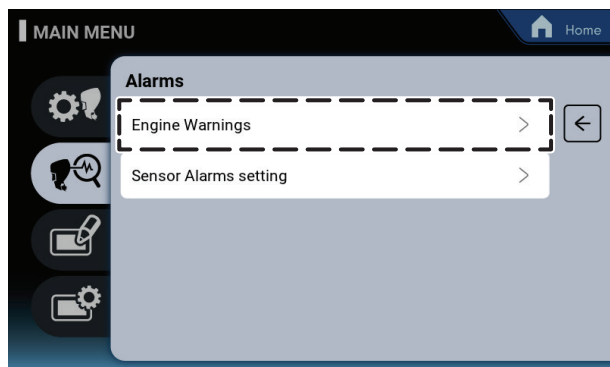 MAIN MENU
Home
Alarms
Engine Warnings
Sensor Alarms setting